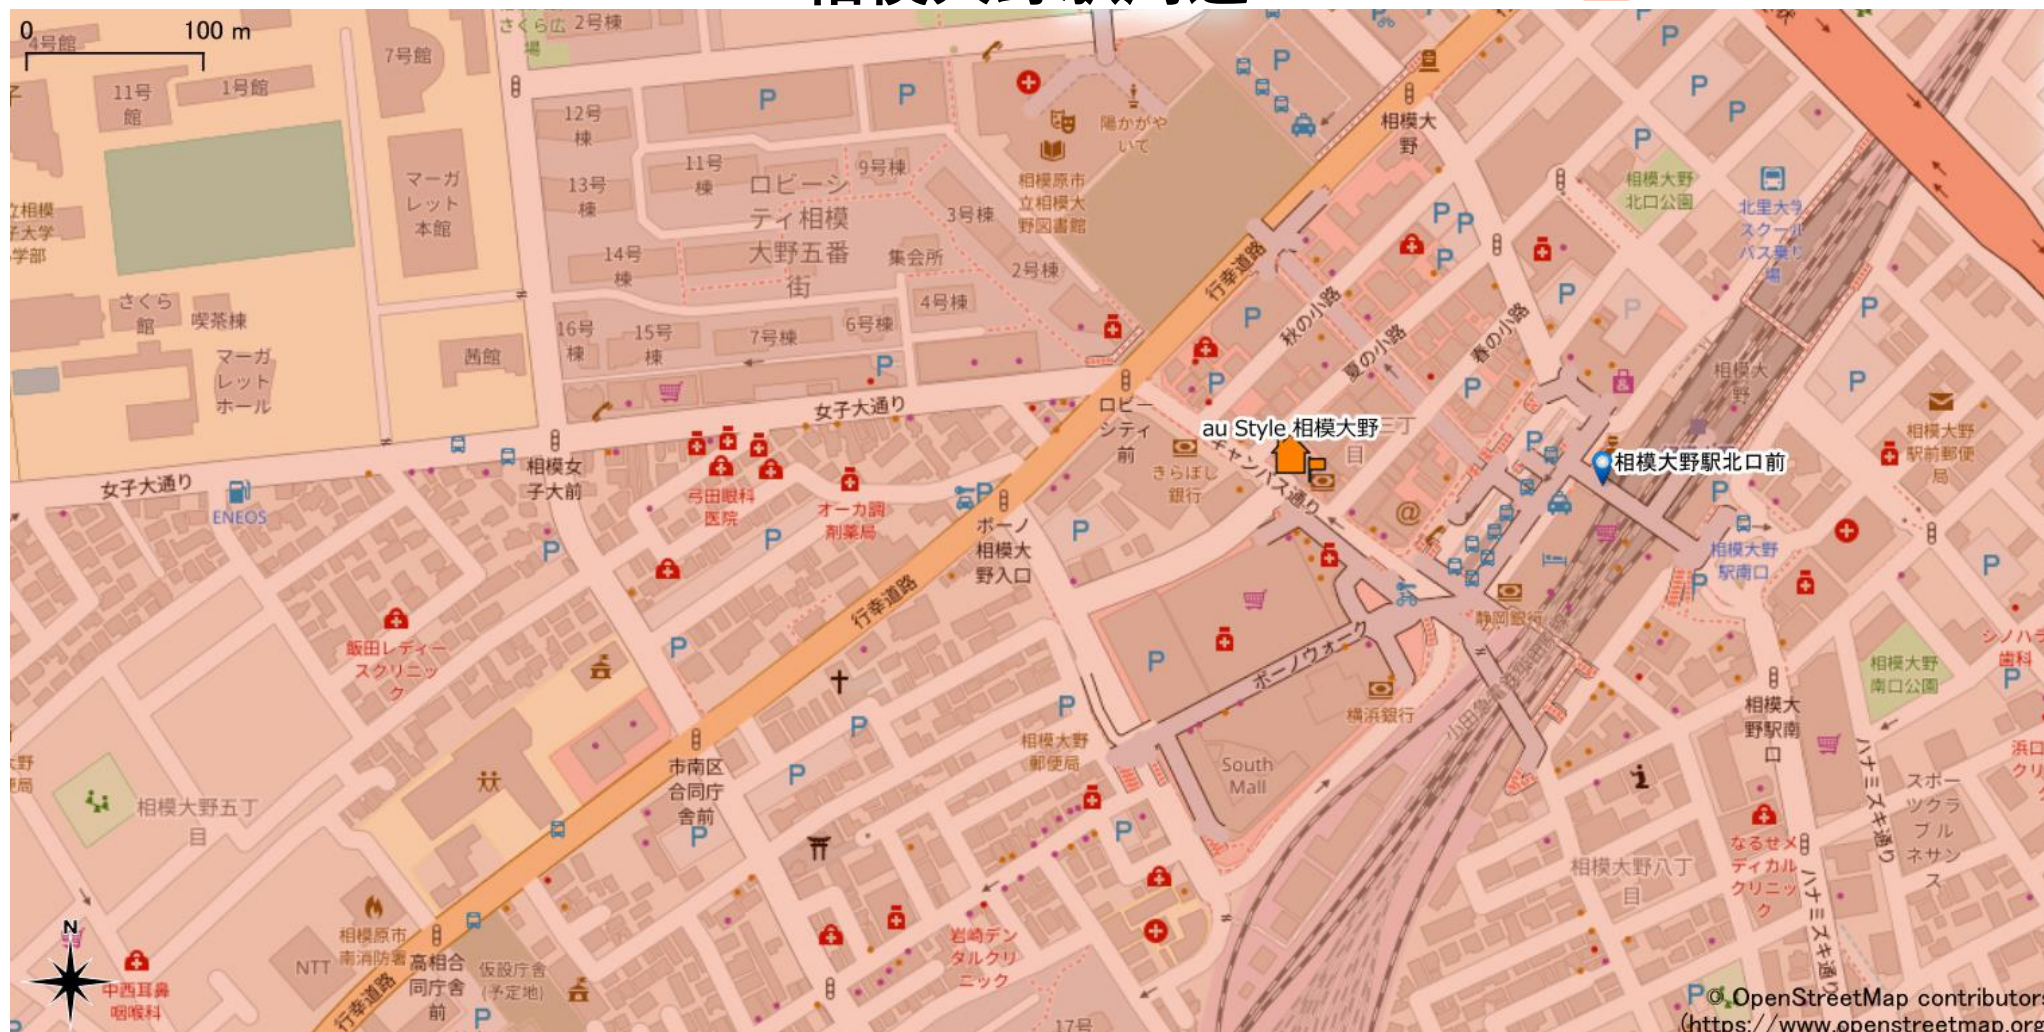 0
100 m
4号館
11号
館
1号館
7号館
さくら広
場
2号棟
12号
棟
13号
棟
14号
棟
11号
棟
9号棟
3号棟
2号棟
集会所
4号棟
6号棟
7号棟
15号
棟
16号
棟
ロビーシ
ティ相模
大野五番
街
マーガ
レット
本館
さくら
館
喫茶棟
マーガ
レット
ホール
茜館
陽かがや
いて
相模原市
立相模大
野図書館
相模大
野
相模大野
北口公園
北里大学
スクール
バス乗り
場
行幸道路
秋の小路
夏の小路
春の小路
女子大通り
女子大通り
ENEOS
相模女
子大前
弓田眼科
医院
オーカ調
剤薬局
ロビー
シティ
前
きらぼし
銀行
au Style 相模大野
三丁
目
キャンパス通り
相模大野駅北口前
相模大
野
相模大野
駅前郵便
局
相模大野
駅南口
ボーノ
相模大
野入口
行幸道路
飯田レディー
スクリニッ
ク
静岡銀行
ボーノウォーク
横浜銀行
South
Mall
相模大野
郵便局
市南区
合同庁
舎前
相模大野五丁
目
相模大野
南口公園
シノハラ
歯科
相模大
野駅南
口
ハナミズキ通り
スポー
ツクラ
ブ ル
ネサン
ス
相模大野八丁
目
なるせメ
ディカル
クリニッ
ク
ハナミズキ通り
岩崎デン
タルクリ
ニック
NTT
相模原市
南消防署
高相合
同庁舎
前
仮設庁舎
(予定地)
行幸道路
N
中西耳鼻
咽喉科
17号
© OpenStreetMap contributors
(https://www.openstreetmap.org